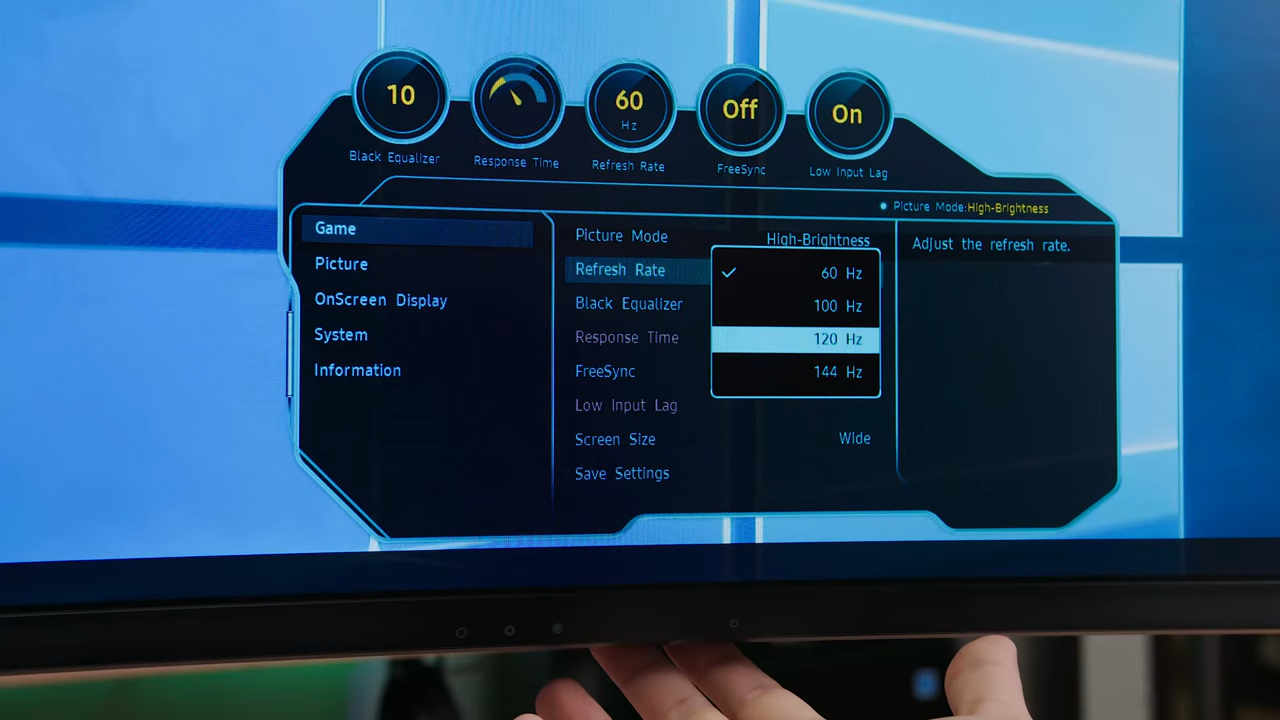 10
60
Hz
Off
On
Black Equalizer
Response Time
Refresh Rate
FreeSync
Low Input Lag
Picture Mode:High-Brightness
Game
Picture
OnScreen Display
System
Information
Picture Mode High-Brightness
Refresh Rate
Black Equalizer
Response Time
FreeSync
Low Input Lag
Screen Size Wide
Save Settings
60 Hz
100 Hz
120 Hz
144 Hz
Adjust the refresh rate.